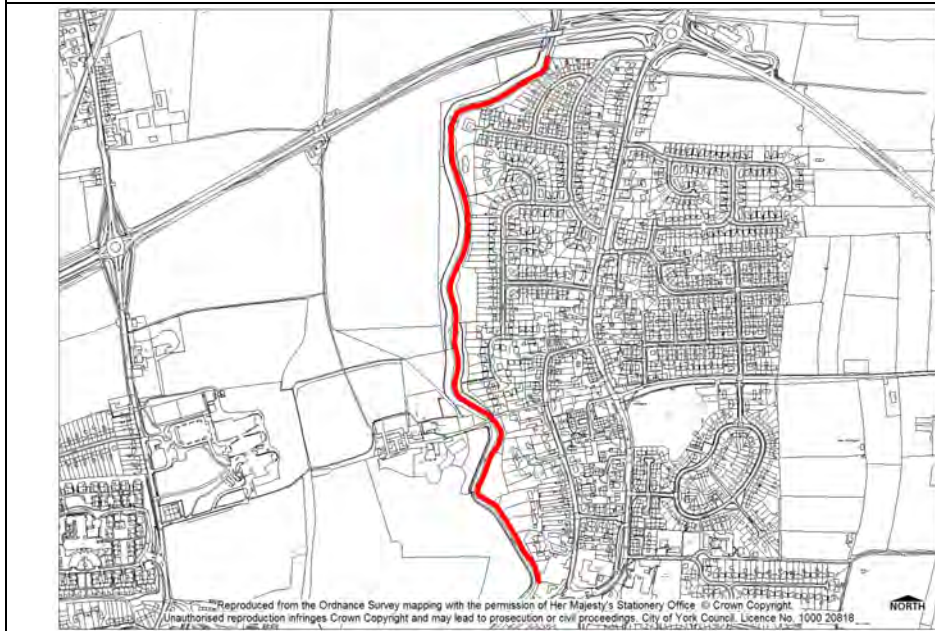 Reproduced from the Ordnance Survey mapping with the permission of Her Majesty's Stationery Office © Crown Copyright.
Unauthorised reproduction infringes Crown Copyright and may lead to prosecution or civil proceedings. City of York Council. Licence No. 1000 20818
NORTH